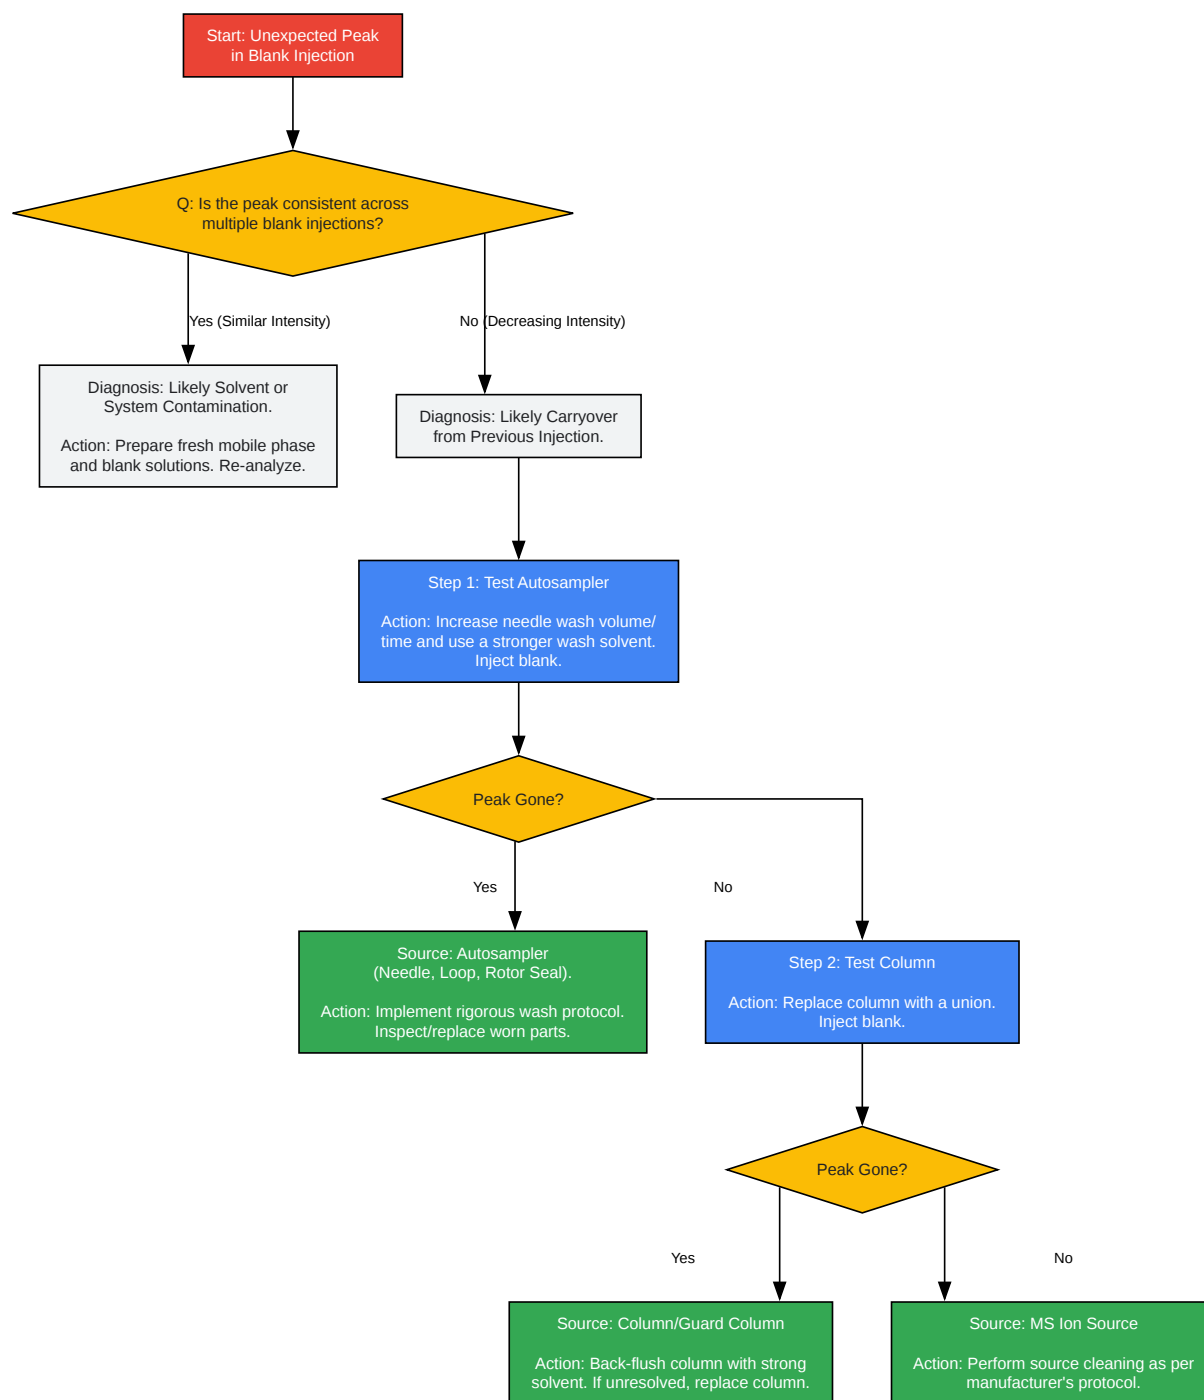 Start: Unexpected Peak
in Blank Injection
Q: Is the peak consistent across
multiple blank injections?
Yes (Similar Intensity)
No (Decreasing Intensity)
Diagnosis: Likely Solvent or
System Contamination.
Action: Prepare fresh mobile phase
and blank solutions. Re-analyze.
Diagnosis: Likely Carryover
from Previous Injection.
Step 1: Test Autosampler
Action: Increase needle wash volume/
time and use a stronger wash solvent.
Inject blank.
Peak Gone?
Yes
No
Source: Autosampler
(Needle, Loop, Rotor Seal).
Action: Implement rigorous wash protocol.
Inspect/replace worn parts.
Step 2: Test Column
Action: Replace column with a union.
Inject blank.
Peak Gone?
Yes
No
Source: Column/Guard Column
Action: Back-flush column with strong
solvent. If unresolved, replace column.
Source: MS Ion Source
Action: Perform source cleaning as per
manufacturer's protocol.